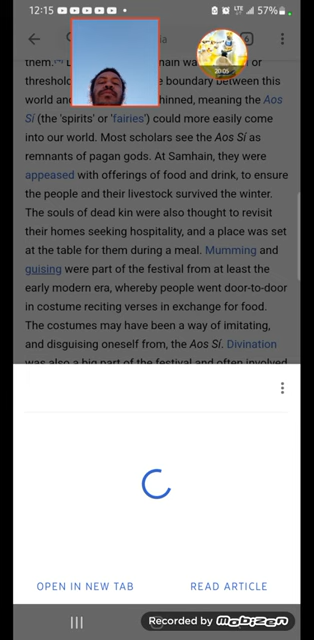 12:15 57%
ia
them.
ain wa or
threshol e boundary between this
world an hinned, meaning the Aos
Sí (the 'spirits' or 'fairies') could more easily come
into our world. Most scholars see the Aos Sí as
remnants of pagan gods. At Samhain, they were
appeased with offerings of food and drink, to ensure
the people and their livestock survived the winter.
The souls of dead kin were also thought to revisit
their homes seeking hospitality, and a place was set
at the table for them during a meal. Mumming and
guising were part of the festival from at least the
early modern era, whereby people went door-to-door
in costume reciting verses in exchange for food.
The costumes may have been a way of imitating,
and disguising oneself from, the Aos Sí. Divination
was also a big part of the festival and often involved
20:05
OPEN IN NEW TAB READ ARTICLE
Recorded by Mobizen